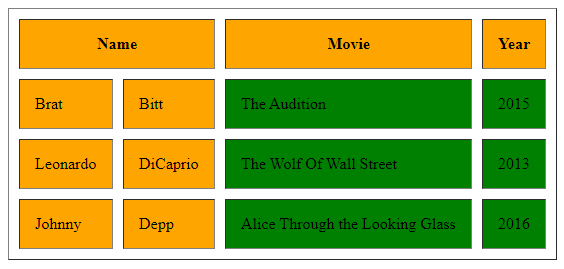 Name Movie Year
Brat Bitt The Audition 2015
Leonardo DiCaprio The Wolf Of Wall Street 2013
Johnny Depp Alice Through the Looking Glass 2016